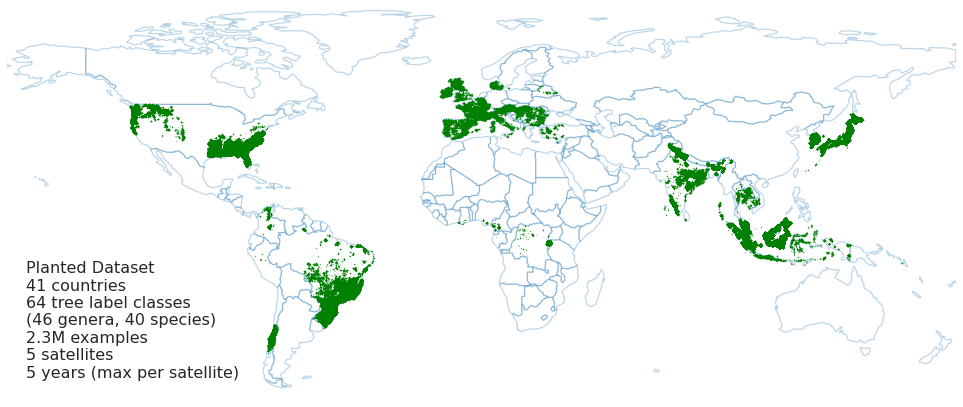 Planted Dataset
41 countries
64 tree label classes
(46 genera, 40 species)
2.3M examples
5 satellites
5 years (max per satellite)